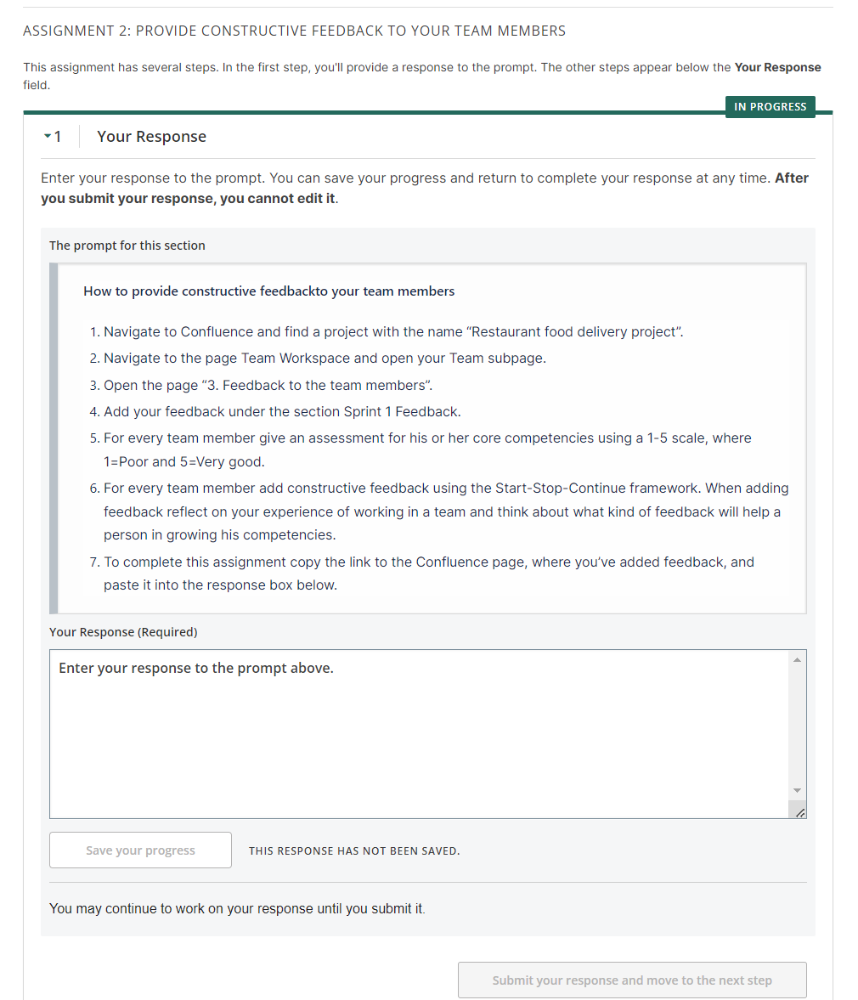 ASSIGNMENT 2: PROVIDE CONSTRUCTIVE FEEDBACK TO YOUR TEAM MEMBERS
This assignment has several steps. In the first step, you'll provide a response to the prompt. The other steps appear below the Your Response
field.
IN PROGRESS
1 Your Response
Enter your response to the prompt. You can save your progress and return to complete your response at any time. After
you submit your response, you cannot edit it.
The prompt for this section
How to provide constructive feedbackto your team members
1. Navigate to Confluence and find a project with the name “Restaurant food delivery project”.
2. Navigate to the page Team Workspace and open your Team subpage.
3. Open the page “3. Feedback to the team members”.
4. Add your feedback under the section Sprint 1 Feedback.
5. For every team member give an assessment for his or her core competencies using a 1-5 scale, where
1=Poor and 5=Very good.
6. For every team member add constructive feedback using the Start-Stop-Continue framework. When adding
feedback reflect on your experience of working in a team and think about what kind of feedback will help a
person in growing his competencies.
7. To complete this assignment copy the link to the Confluence page, where you’ve added feedback, and
paste it into the response box below.
Your Response (Required)
Enter your response to the prompt above.
Save your progress
THIS RESPONSE HAS NOT BEEN SAVED.
You may continue to work on your response until you submit it.
Submit your response and move to the next step